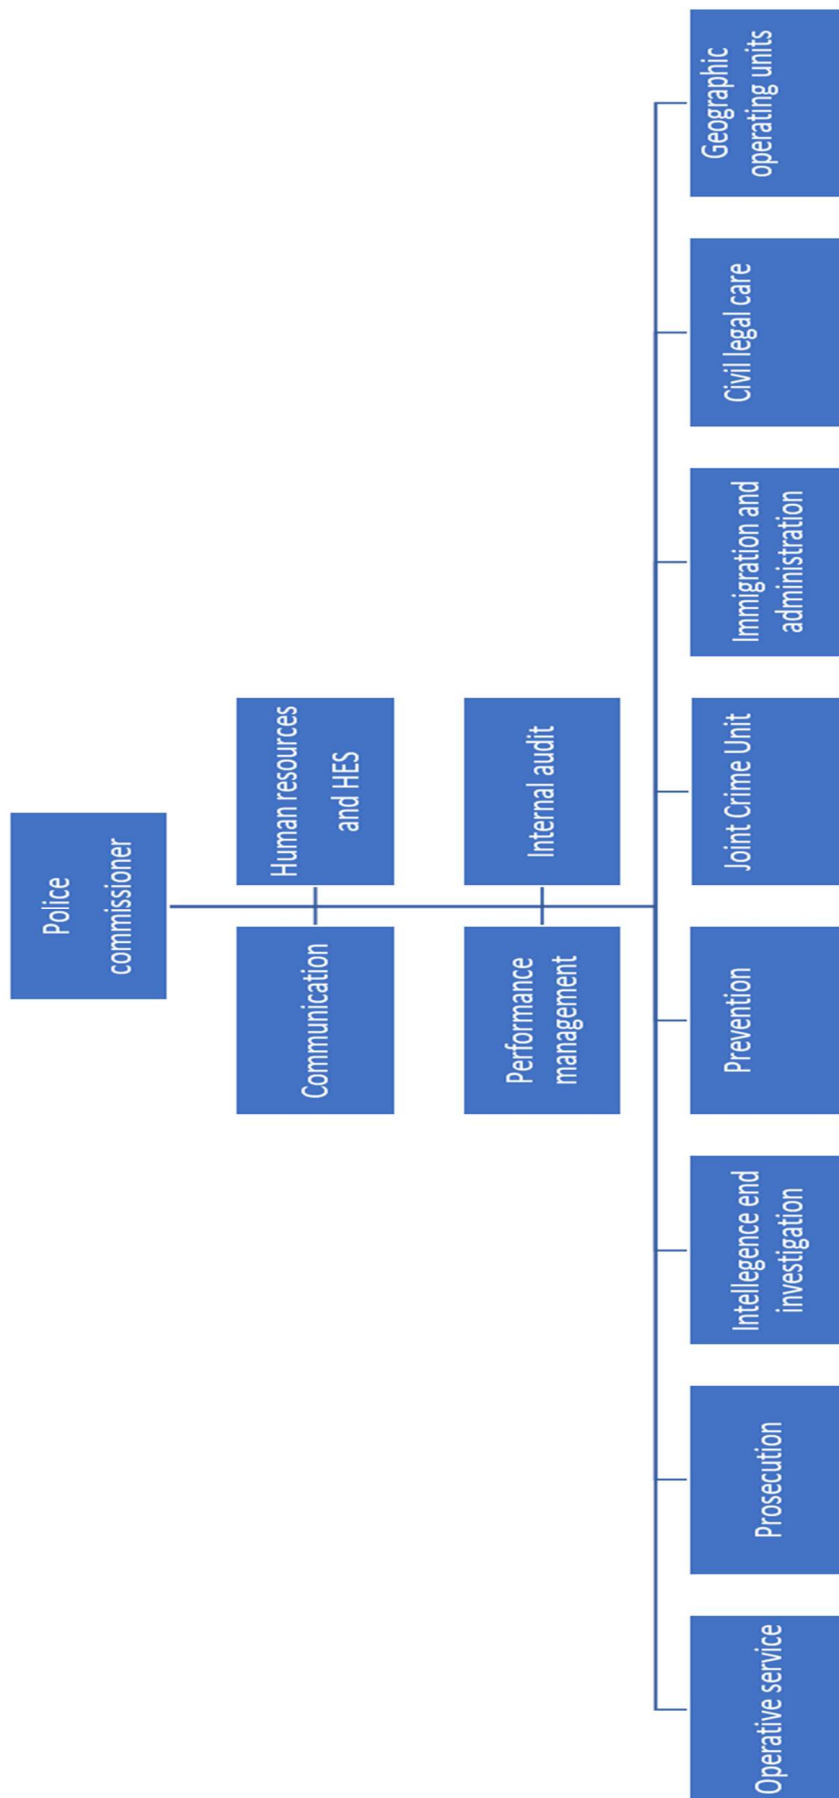 Police
commissioner
Communication
Human resources
and HES
Performance
management
Internal audit
Operative service
Prosecution
Intellegence end
investigation
Prevention
Joint Crime Unit
Immigration and
administration
Civil legal care
Geographic
operating units